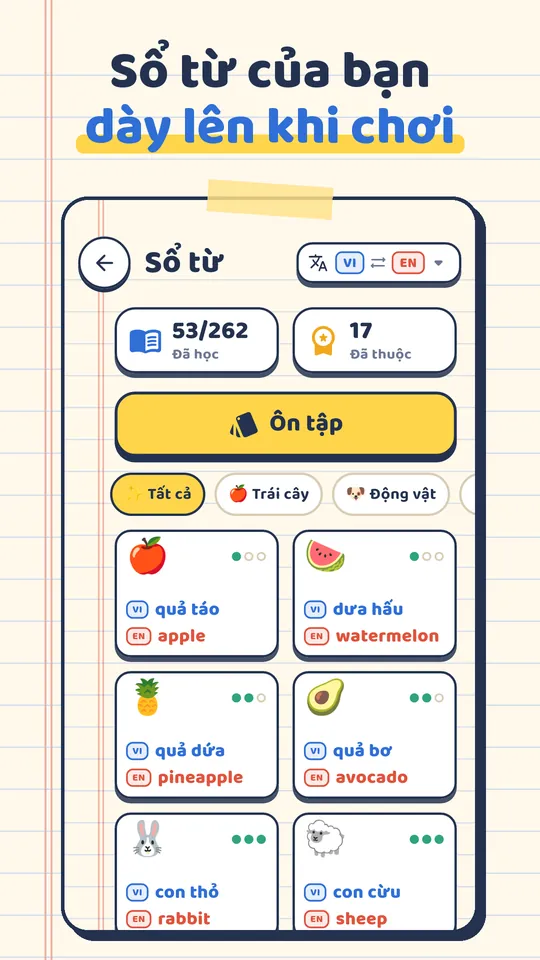 Sổ từ của bạn
dày lên khi chơi
Sổ từ
VI EN
53/262
Đã học
17
Đã thuộc
Ôn tập
Tất cả
Trái cây
Động vật
VI quả táo
EN apple
VI dưa hấu
EN watermelon
VI quả dứa
EN pineapple
VI quả bơ
EN avocado
VI con thỏ
EN rabbit
VI con cừu
EN sheep